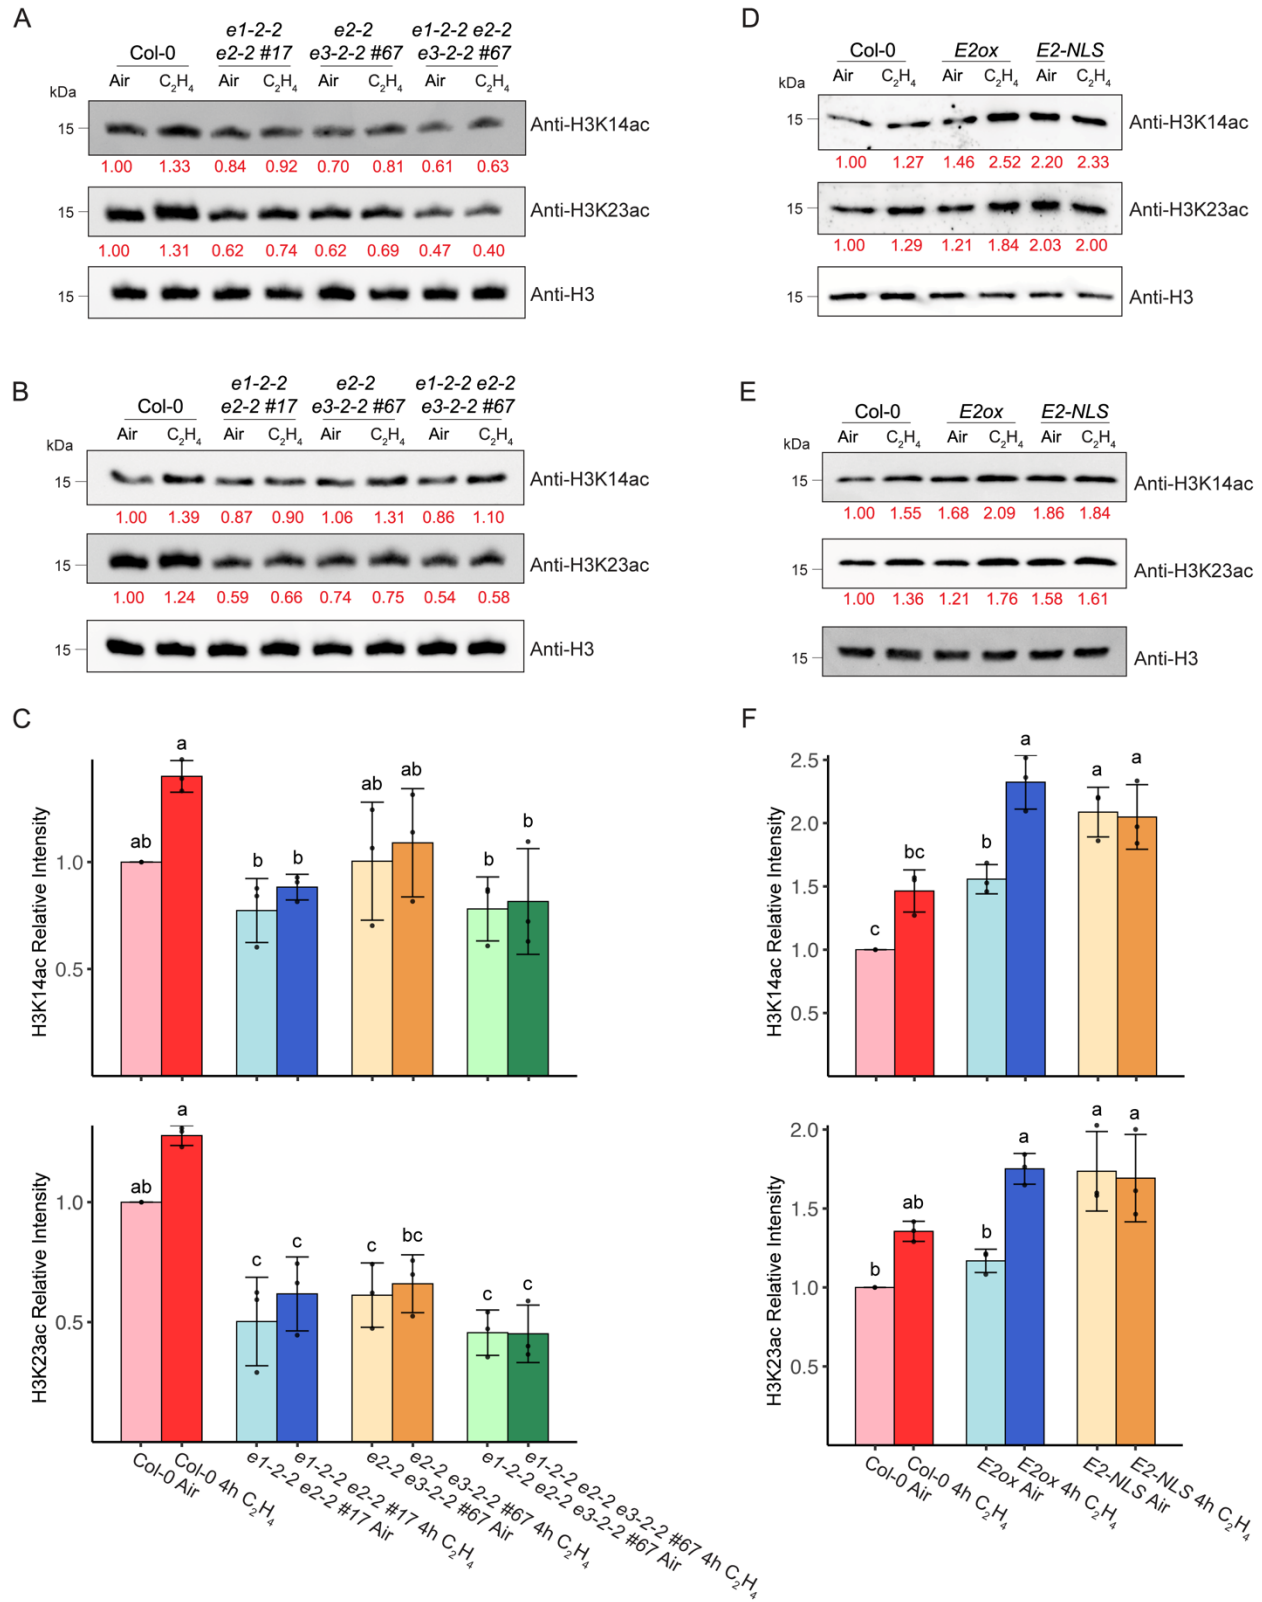 A
e1-2-2 e2-2 e1-2-2 e2-2
Col-0 e2-2 #17 e3-2-2 #67 e3-2-2 #67
Air C₂H₄ Air C₂H₄ Air C₂H₄ Air C₂H₄
kDa
15 Anti-H3K14ac
1.00 1.33 0.84 0.92 0.70 0.81 0.61 0.63
15 Anti-H3K23ac
1.00 1.31 0.62 0.74 0.62 0.69 0.47 0.40
15 Anti-H3
D
Col-0 E2ox E2-NLS
Air C₂H₄ Air C₂H₄ Air C₂H₄
kDa
15 Anti-H3K14ac
1.00 1.27 1.46 2.52 2.20 2.33
15 Anti-H3K23ac
1.00 1.29 1.21 1.84 2.03 2.00
15 Anti-H3
B
e1-2-2 e2-2 e1-2-2 e2-2
Col-0 e2-2 #17 e3-2-2 #67 e3-2-2 #67
Air C₂H₄ Air C₂H₄ Air C₂H₄ Air C₂H₄
kDa
15 Anti-H3K14ac
1.00 1.39 0.87 0.90 1.06 1.31 0.86 1.10
15 Anti-H3K23ac
1.00 1.24 0.59 0.66 0.74 0.75 0.54 0.58
15 Anti-H3
E
Col-0 E2ox E2-NLS
Air C₂H₄ Air C₂H₄ Air C₂H₄
kDa
15 Anti-H3K14ac
1.00 1.55 1.68 2.09 1.86 1.84
15 Anti-H3K23ac
1.00 1.36 1.21 1.76 1.58 1.61
15 Anti-H3
C
H3K14ac Relative Intensity
1.0
0.5
ab a b b ab ab b b
H3K23ac Relative Intensity
1.0
0.5
ab a c c c bc c c
Col-0 Air
Col-0 4h C₂H₄
e1-2-2 e2-2 #17 Air
e1-2-2 e2-2 #17 4h C₂H₄
e2-2 e3-2-2 #67 Air
e2-2 e3-2-2 #67 4h C₂H₄
e1-2-2 e2-2 e3-2-2 #67 Air
e1-2-2 e2-2 e3-2-2 #67 4h C₂H₄
F
H3K14ac Relative Intensity
2.5
2.0
1.5
1.0
0.5
c bc b a a a
H3K23ac Relative Intensity
2.0
1.5
1.0
0.5
b ab b a a a
Col-0 Air
Col-0 4h C₂H₄
E2ox Air
E2ox 4h C₂H₄
E2-NLS Air
E2-NLS 4h C₂H₄